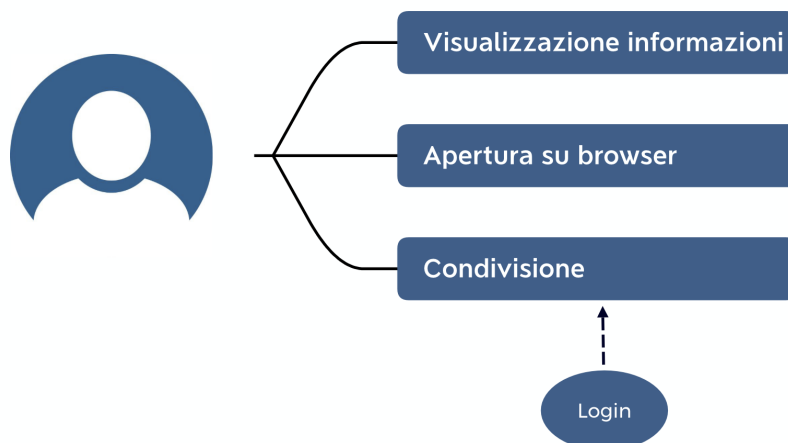 Visualizzazione informazioni
Apertura su browser
Condivisione
Login